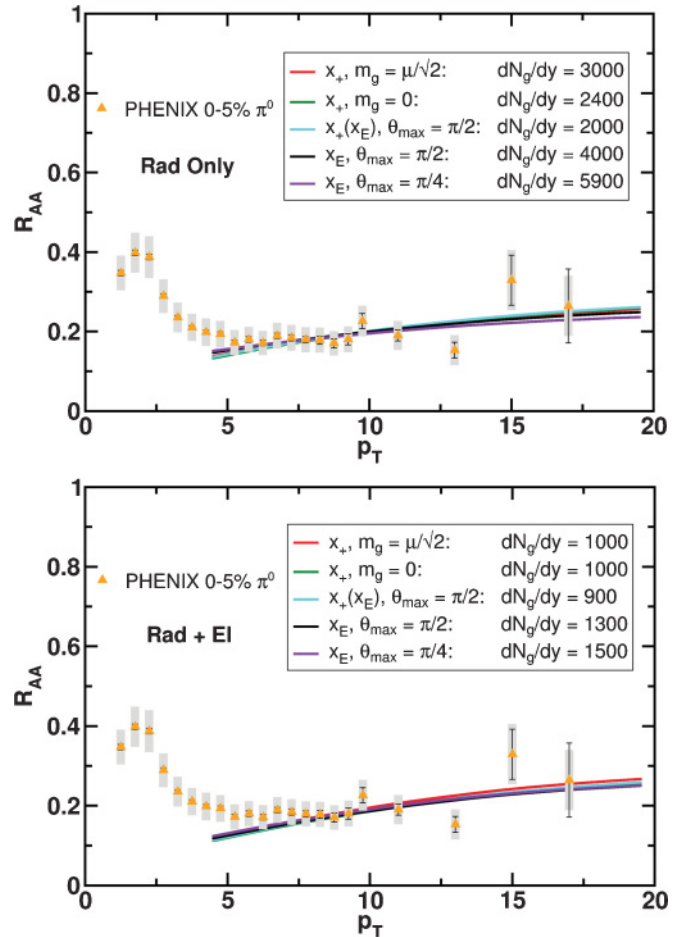 1
0.8
0.6
0.4
0.2
0
R_AA
PHENIX 0-5% π⁰
Rad Only
x₊, m_g = μ/√2: dN_g/dy = 3000
x₊, m_g = 0: dN_g/dy = 2400
x₊(x_E), θ_max = π/2: dN_g/dy = 2000
x_E, θ_max = π/2: dN_g/dy = 4000
x_E, θ_max = π/4: dN_g/dy = 5900
0 5 10 15 20
p_T
1
0.8
0.6
0.4
0.2
0
R_AA
PHENIX 0-5% π⁰
Rad + El
x₊, m_g = μ/√2: dN_g/dy = 1000
x₊, m_g = 0: dN_g/dy = 1000
x₊(x_E), θ_max = π/2: dN_g/dy = 900
x_E, θ_max = π/2: dN_g/dy = 1300
x_E, θ_max = π/4: dN_g/dy = 1500
0 5 10 15 20
p_T